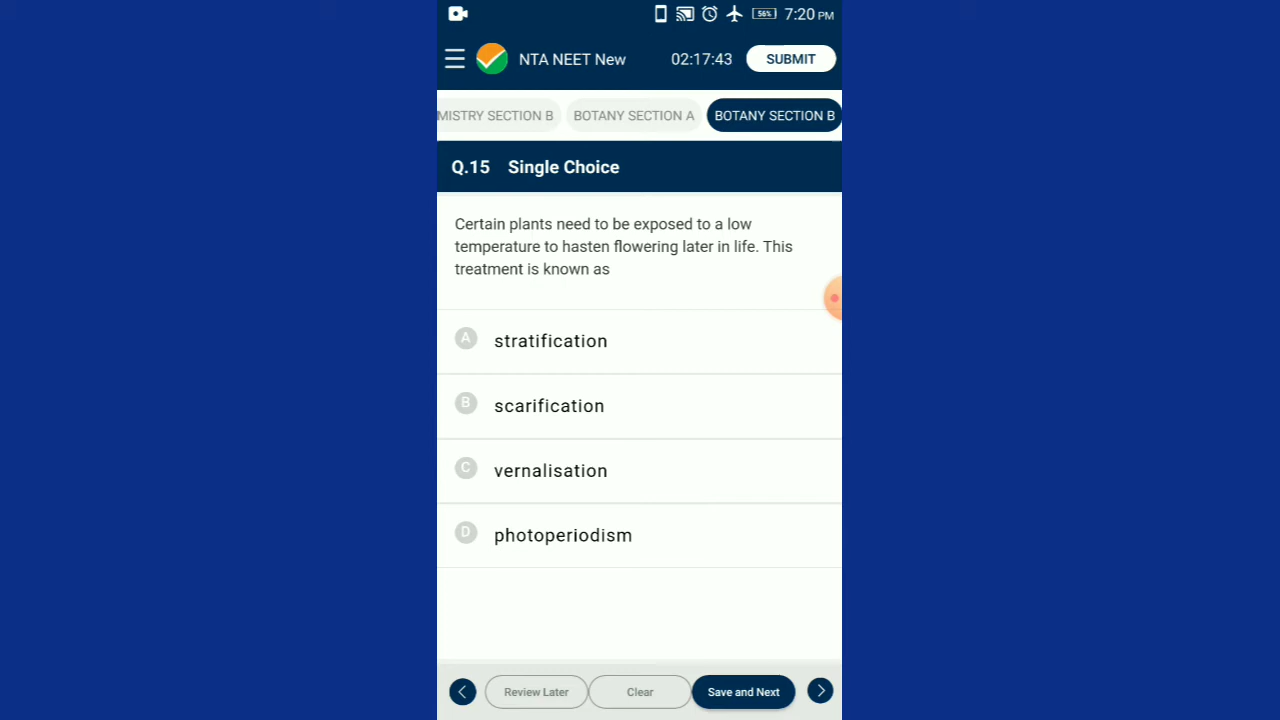 56% 7:20 PM
NTA NEET New 02:17:43 SUBMIT
MISTRY SECTION B BOTANY SECTION A BOTANY SECTION B
Q.15 Single Choice
Certain plants need to be exposed to a low
temperature to hasten flowering later in life. This
treatment is known as
A stratification
B scarification
C vernalisation
D photoperiodism
Review Later Clear Save and Next